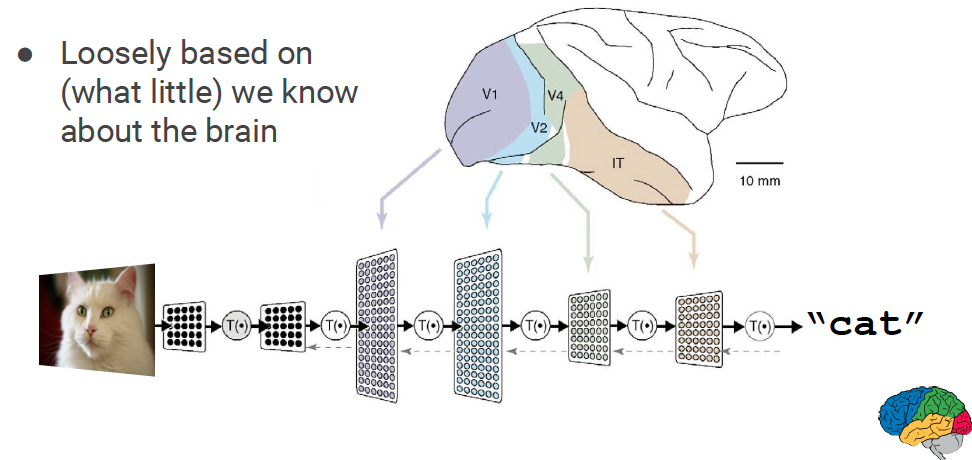 ● Loosely based on
(what little) we know
about the brain
V1
V4
V2
IT
10 mm
T(•) T(•) T(•) T(•) T(•) T(•) “cat”